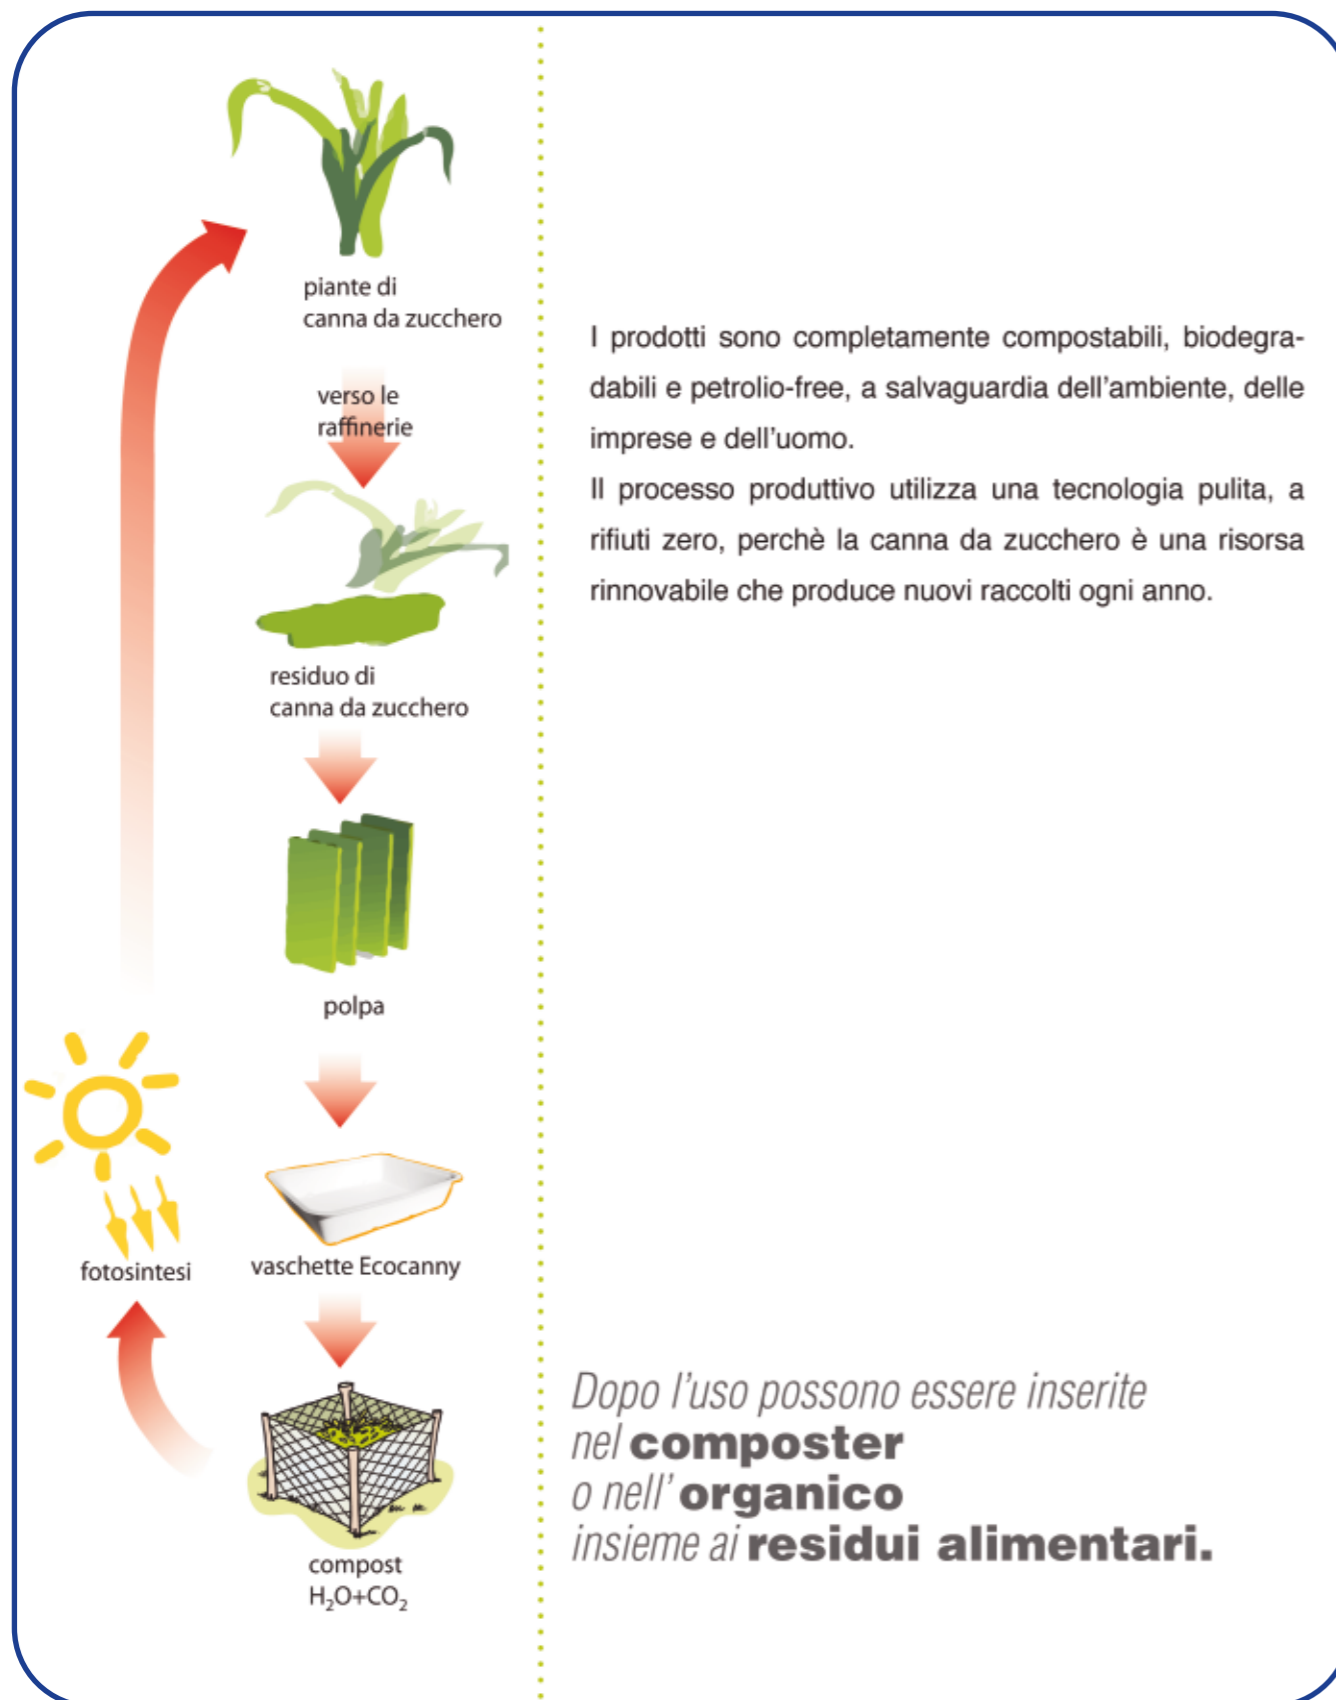 piante di
canna da zucchero
verso le
raffinerie
residuo di
canna da zucchero
polpa
vaschette Ecocanny
fotosintesi
compost
H₂O+CO₂
I prodotti sono completamente compostabili, biodegra-
dabili e petrolio-free, a salvaguardia dell'ambiente, delle
imprese e dell'uomo.
Il processo produttivo utilizza una tecnologia pulita, a
rifiuti zero, perchè la canna da zucchero è una risorsa
rinnovabile che produce nuovi raccolti ogni anno.
Dopo l'uso possono essere inserite
nel composter
o nell' organico
insieme ai residui alimentari.